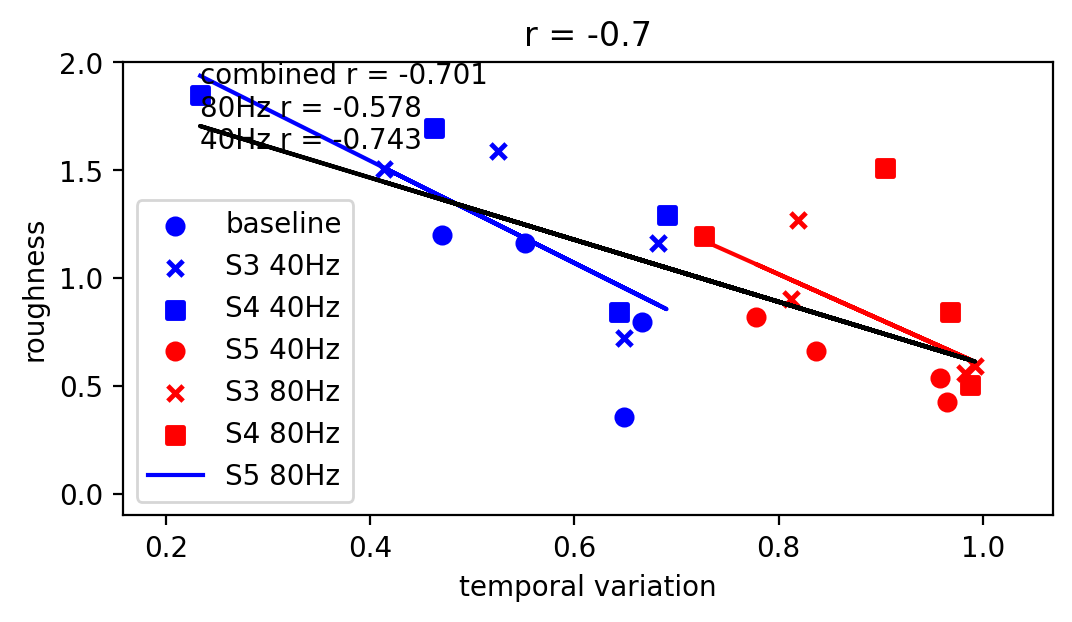 r = -0.7
combined r = -0.701
80Hz r = -0.578
40Hz r = -0.743
2.0
1.5
1.0
0.5
0.0
roughness
baseline
S3 40Hz
S4 40Hz
S5 40Hz
S3 80Hz
S4 80Hz
S5 80Hz
0.2 0.4 0.6 0.8 1.0
temporal variation